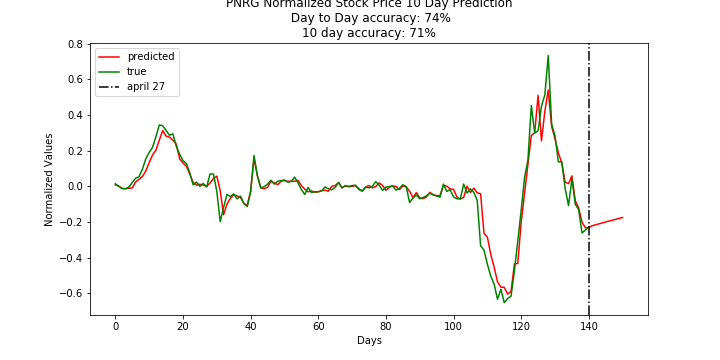 PNRG Normalized Stock Price 10 Day Prediction
Day to Day accuracy: 74%
10 day accuracy: 71%
predicted
true
april 27
Normalized Values
0.8
0.6
0.4
0.2
0.0
−0.2
−0.4
−0.6
0 20 40 60 80 100 120 140
Days